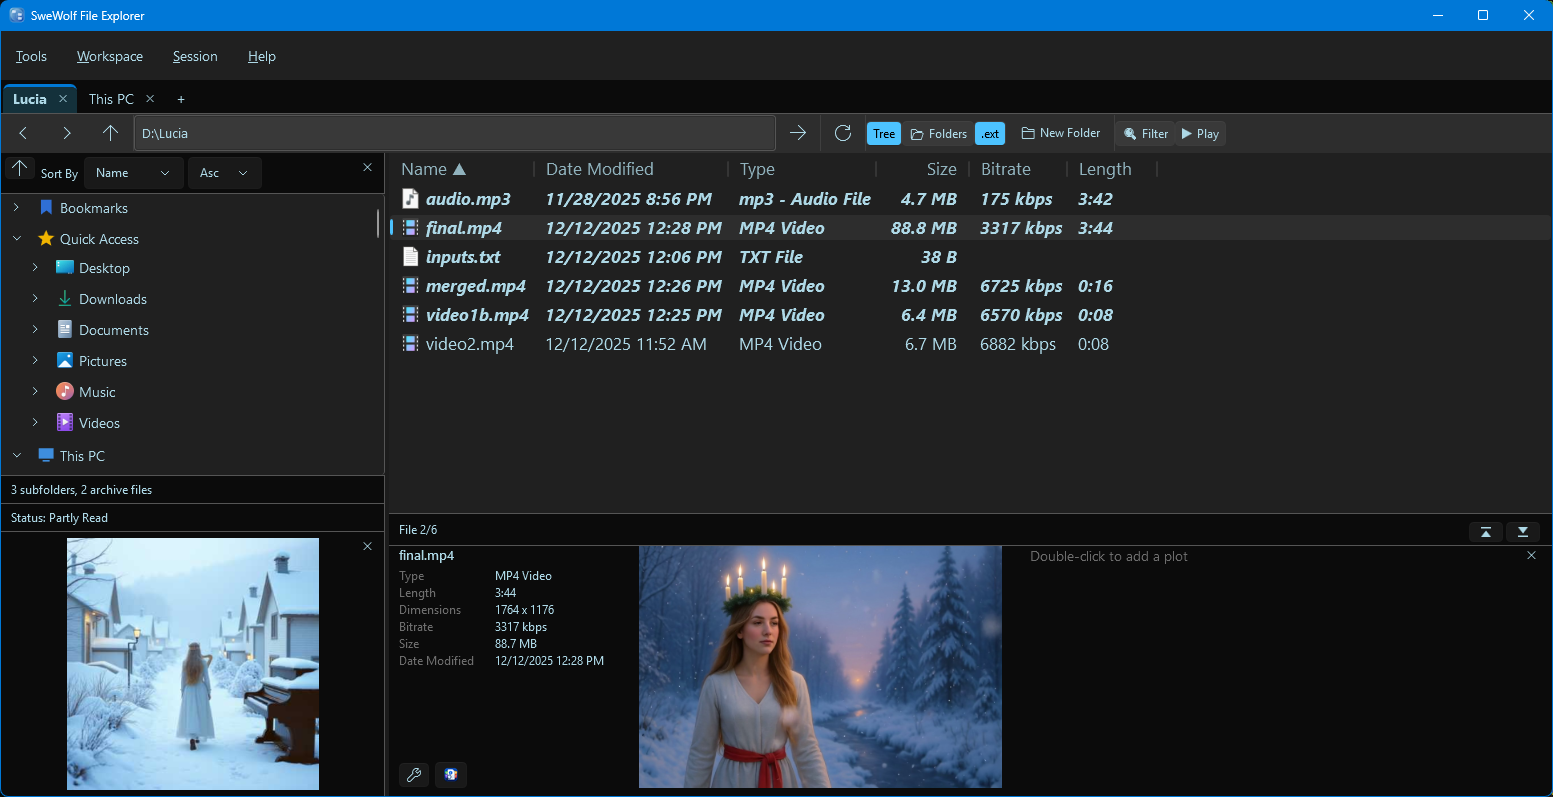 SweWolf File Explorer
Tools Workspace Session Help
Lucia This PC +
D:\Lucia Tree Folders .ext New Folder Filter Play
Sort By Name Asc
Bookmarks
Quick Access
Desktop
Downloads
Documents
Pictures
Music
Videos
This PC
3 subfolders, 2 archive files
Status: Partly Read
Name Date Modified Type Size Bitrate Length
audio.mp3 11/28/2025 8:56 PM mp3 - Audio File 4.7 MB 175 kbps 3:42
final.mp4 12/12/2025 12:28 PM MP4 Video 88.8 MB 3317 kbps 3:44
inputs.txt 12/12/2025 12:06 PM TXT File 38 B
merged.mp4 12/12/2025 12:26 PM MP4 Video 13.0 MB 6725 kbps 0:16
video1b.mp4 12/12/2025 12:25 PM MP4 Video 6.4 MB 6570 kbps 0:08
video2.mp4 12/12/2025 11:52 AM MP4 Video 6.7 MB 6882 kbps 0:08
File 2/6
final.mp4
Type MP4 Video
Length 3:44
Dimensions 1764 x 1176
Bitrate 3317 kbps
Size 88.7 MB
Date Modified 12/12/2025 12:28 PM
Double-click to add a plot